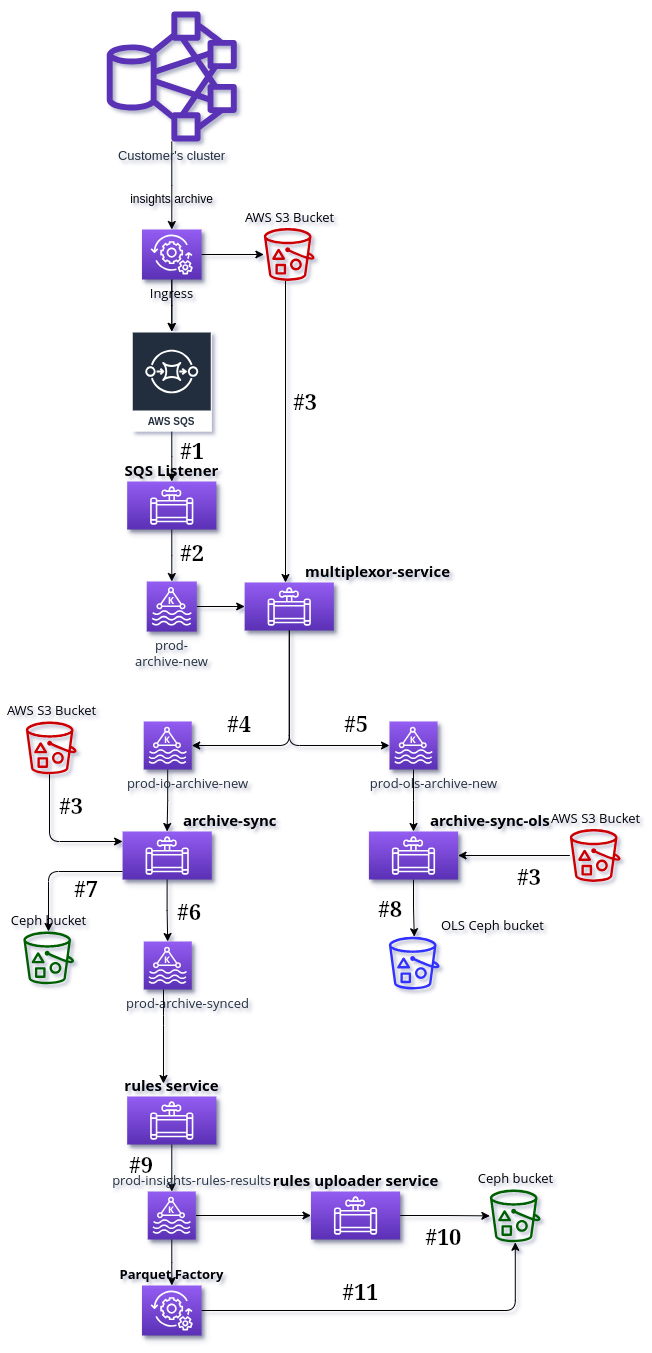 Customer's cluster
insights archive
AWS S3 Bucket
Ingress
#3
AWS SQS
#1
SQS Listener
#2
multiplexor-service
K
prod-
archive-new
#4
#5
AWS S3 Bucket
K
K
prod-io-archive-new
prod-ols-archive-new
#3
archive-sync
archive-sync-ols
AWS S3 Bucket
#3
#7
#6
#8
Ceph bucket
OLS Ceph bucket
K
prod-archive-synced
rules service
#9
prod-insights-rules-results
rules uploader service
Ceph bucket
K
#10
Parquet Factory
#11